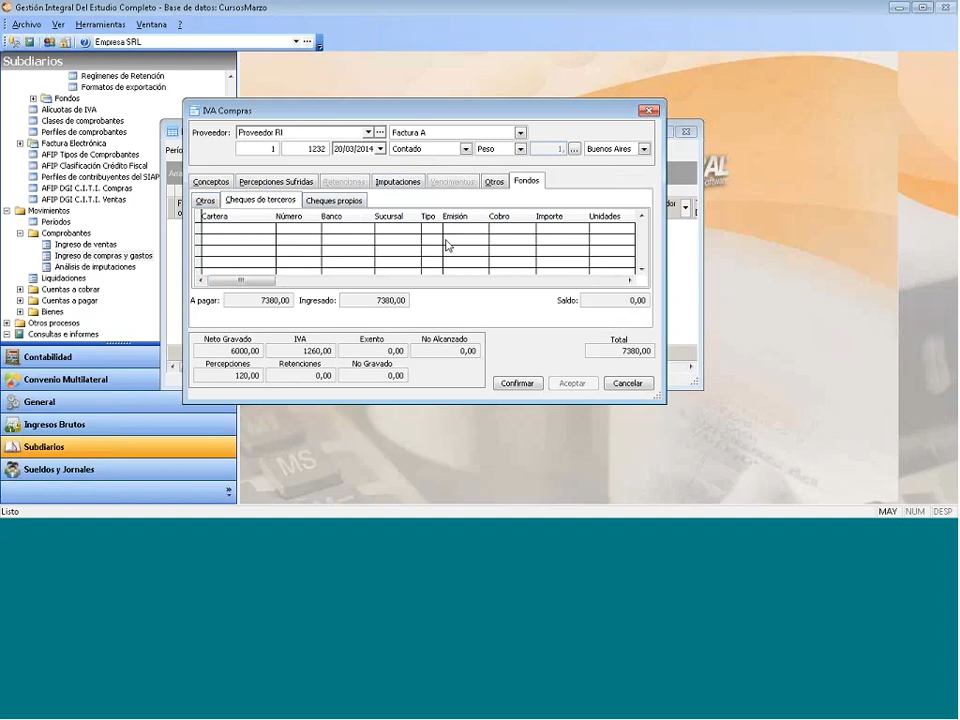 Gestión Integral Del Estudio Completo - Base de datos: CursosMarzo
Archivo Ver Herramientas Ventana ?
Empresa SRL
Subdiarios
Regímenes de Retención
Formatos de exportación
Fondos
Alícuotas de IVA
Clases de comprobantes
Perfiles de comprobantes
Factura Electrónica
AFIP Tipos de Comprobantes
AFIP Clasificación Crédito Fiscal
Perfiles de contribuyentes del SIAP
AFIP DGI C.I.T.I. Compras
AFIP DGI C.I.T.I. Ventas
Movimientos
Períodos
Comprobantes
Ingreso de ventas
Ingreso de compras y gastos
Análisis de imputaciones
Liquidaciones
Cuentas a cobrar
Cuentas a pagar
Bienes
Otros procesos
Consultas e informes
Contabilidad
Convenio Multilateral
General
Ingresos Brutos
Subdiarios
Sueldos y Jornales
IVA Compras
Proveedor: Proveedor RI Factura A
1 1232 20/03/2014 Contado Peso 1, Buenos Aires
Conceptos Percepciones Sufridas Retenciones Imputaciones Vencimientos Otros Fondos
Otros Cheques de terceros Cheques propios
Cartera Número Banco Sucursal Tipo Emisión Cobro Importe Unidades
A pagar: 7380,00 Ingresado: 7380,00 Saldo: 0,00
Neto Gravado IVA Exento No Alcanzado Total
6000,00 1260,00 0,00 0,00 7380,00
Percepciones Retenciones No Gravado
120,00 0,00 0,00
Confirmar Aceptar Cancelar
MS
Listo
MAY NUM DESP